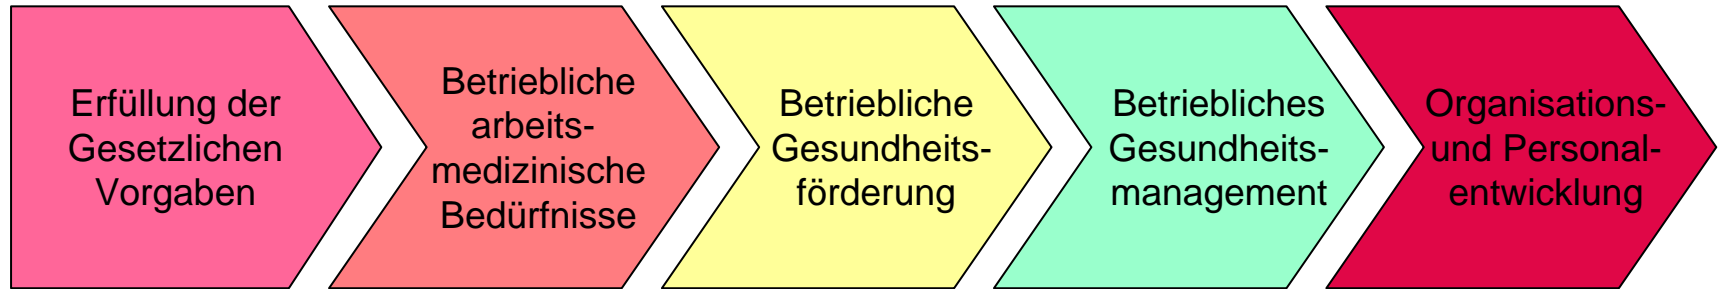 Erfüllung der
Gesetzlichen
Vorgaben
Betriebliche
arbeits-
medizinische
Bedürfnisse
Betriebliche
Gesundheits-
förderung
Betriebliches
Gesundheits-
management
Organisations-
und Personal-
entwicklung